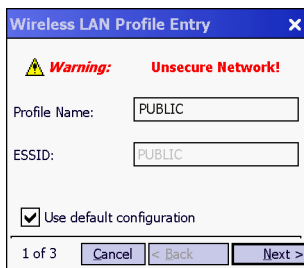 Wireless LAN Profile Entry
Warning: Unsecure Network!
Profile Name: PUBLIC
ESSID: PUBLIC
Use default configuration
1 of 3 Cancel < Back Next >